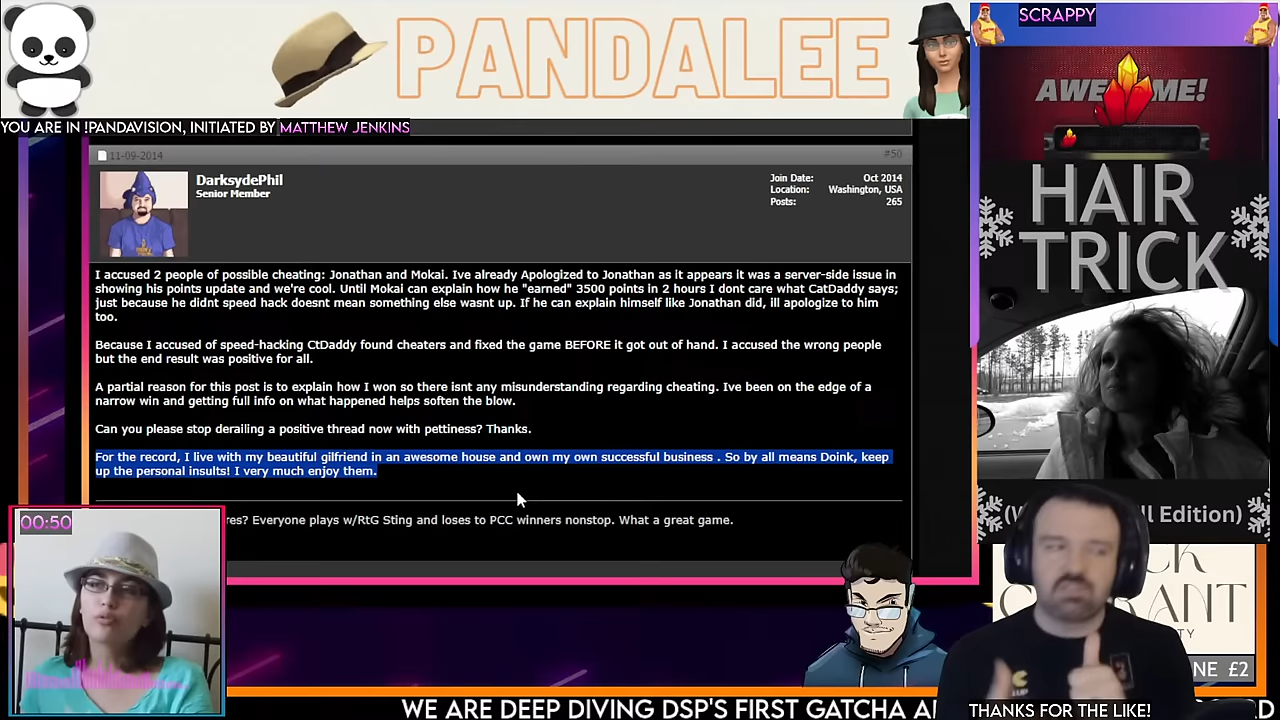 PANDALEE
SCRAPPY
AWE ME!
YOU ARE IN !PANDAVISION, INITIATED BY MATTHEW JENKINS
11-09-2014
#50
DarksydePhil
Senior Member
Join Date: Oct 2014
Location: Washington, USA
Posts: 265
HAIR
TRICK
I accused 2 people of possible cheating: Jonathan and Mokai. Ive already Apologized to Jonathan as it appears it was a server-side issue in
showing his points update and we're cool. Until Mokai can explain how he "earned" 3500 points in 2 hours I dont care what CatDaddy says;
just because he didnt speed hack doesnt mean something else wasnt up. If he can explain himself like Jonathan did, ill apologize to him
too.
Because I accused of speed-hacking CtDaddy found cheaters and fixed the game BEFORE it got out of hand. I accused the wrong people
but the end result was positive for all.
A partial reason for this post is to explain how I won so there isnt any misunderstanding regarding cheating. Ive been on the edge of a
narrow win and getting full info on what happened helps soften the blow.
Can you please stop derailing a positive thread now with pettiness? Thanks.
For the record, I live with my beautiful gilfriend in an awesome house and own my own successful business . So by all means Doink, keep
up the personal insults! I very much enjoy them.
res? Everyone plays w/RtG Sting and loses to PCC winners nonstop. What a great game.
00:50
ll Edition)
NE £2
WE ARE DEEP DIVING DSP'S FIRST GATCHA
THANKS FOR THE LIKE!